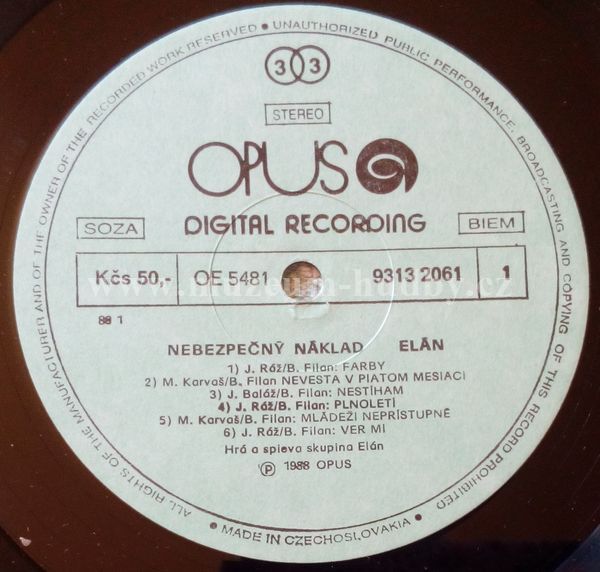 ALL RIGHTS OF THE MANUFACTURER AND OF THE OWNER OF THE RECORDED WORK RESERVED • UNAUTHORIZED PUBLIC PERFORMANCE, BROADCASTING AND COPYING OF THIS RECORD PROHIBITED
33
STEREO
OPUS
SOZA DIGITAL RECORDING BIEM
Kčs 50,- OE 5481 9313 2061 1
www.muzeum-hudby.cz
88 1
NEBEZPEČNÝ NÁKLAD ELÁN
1) J. Ráž/B. Filan: FARBY
2) M. Karvaš/B. Filan NEVESTA V PIATOM MESIACI
3) J. Baláž/B. Filan: NESTÍHAM
4) J. Ráž/B. Filan: PLNOLETÍ
5) M. Karvaš/B. Filan: MLÁDEŽI NEPRÍSTUPNÉ
6) J. Ráž/B. Filan: VER MI
Hrá a spieva skupina Elán
Ⓟ 1988 OPUS
• MADE IN CZECHOSLOVAKIA •